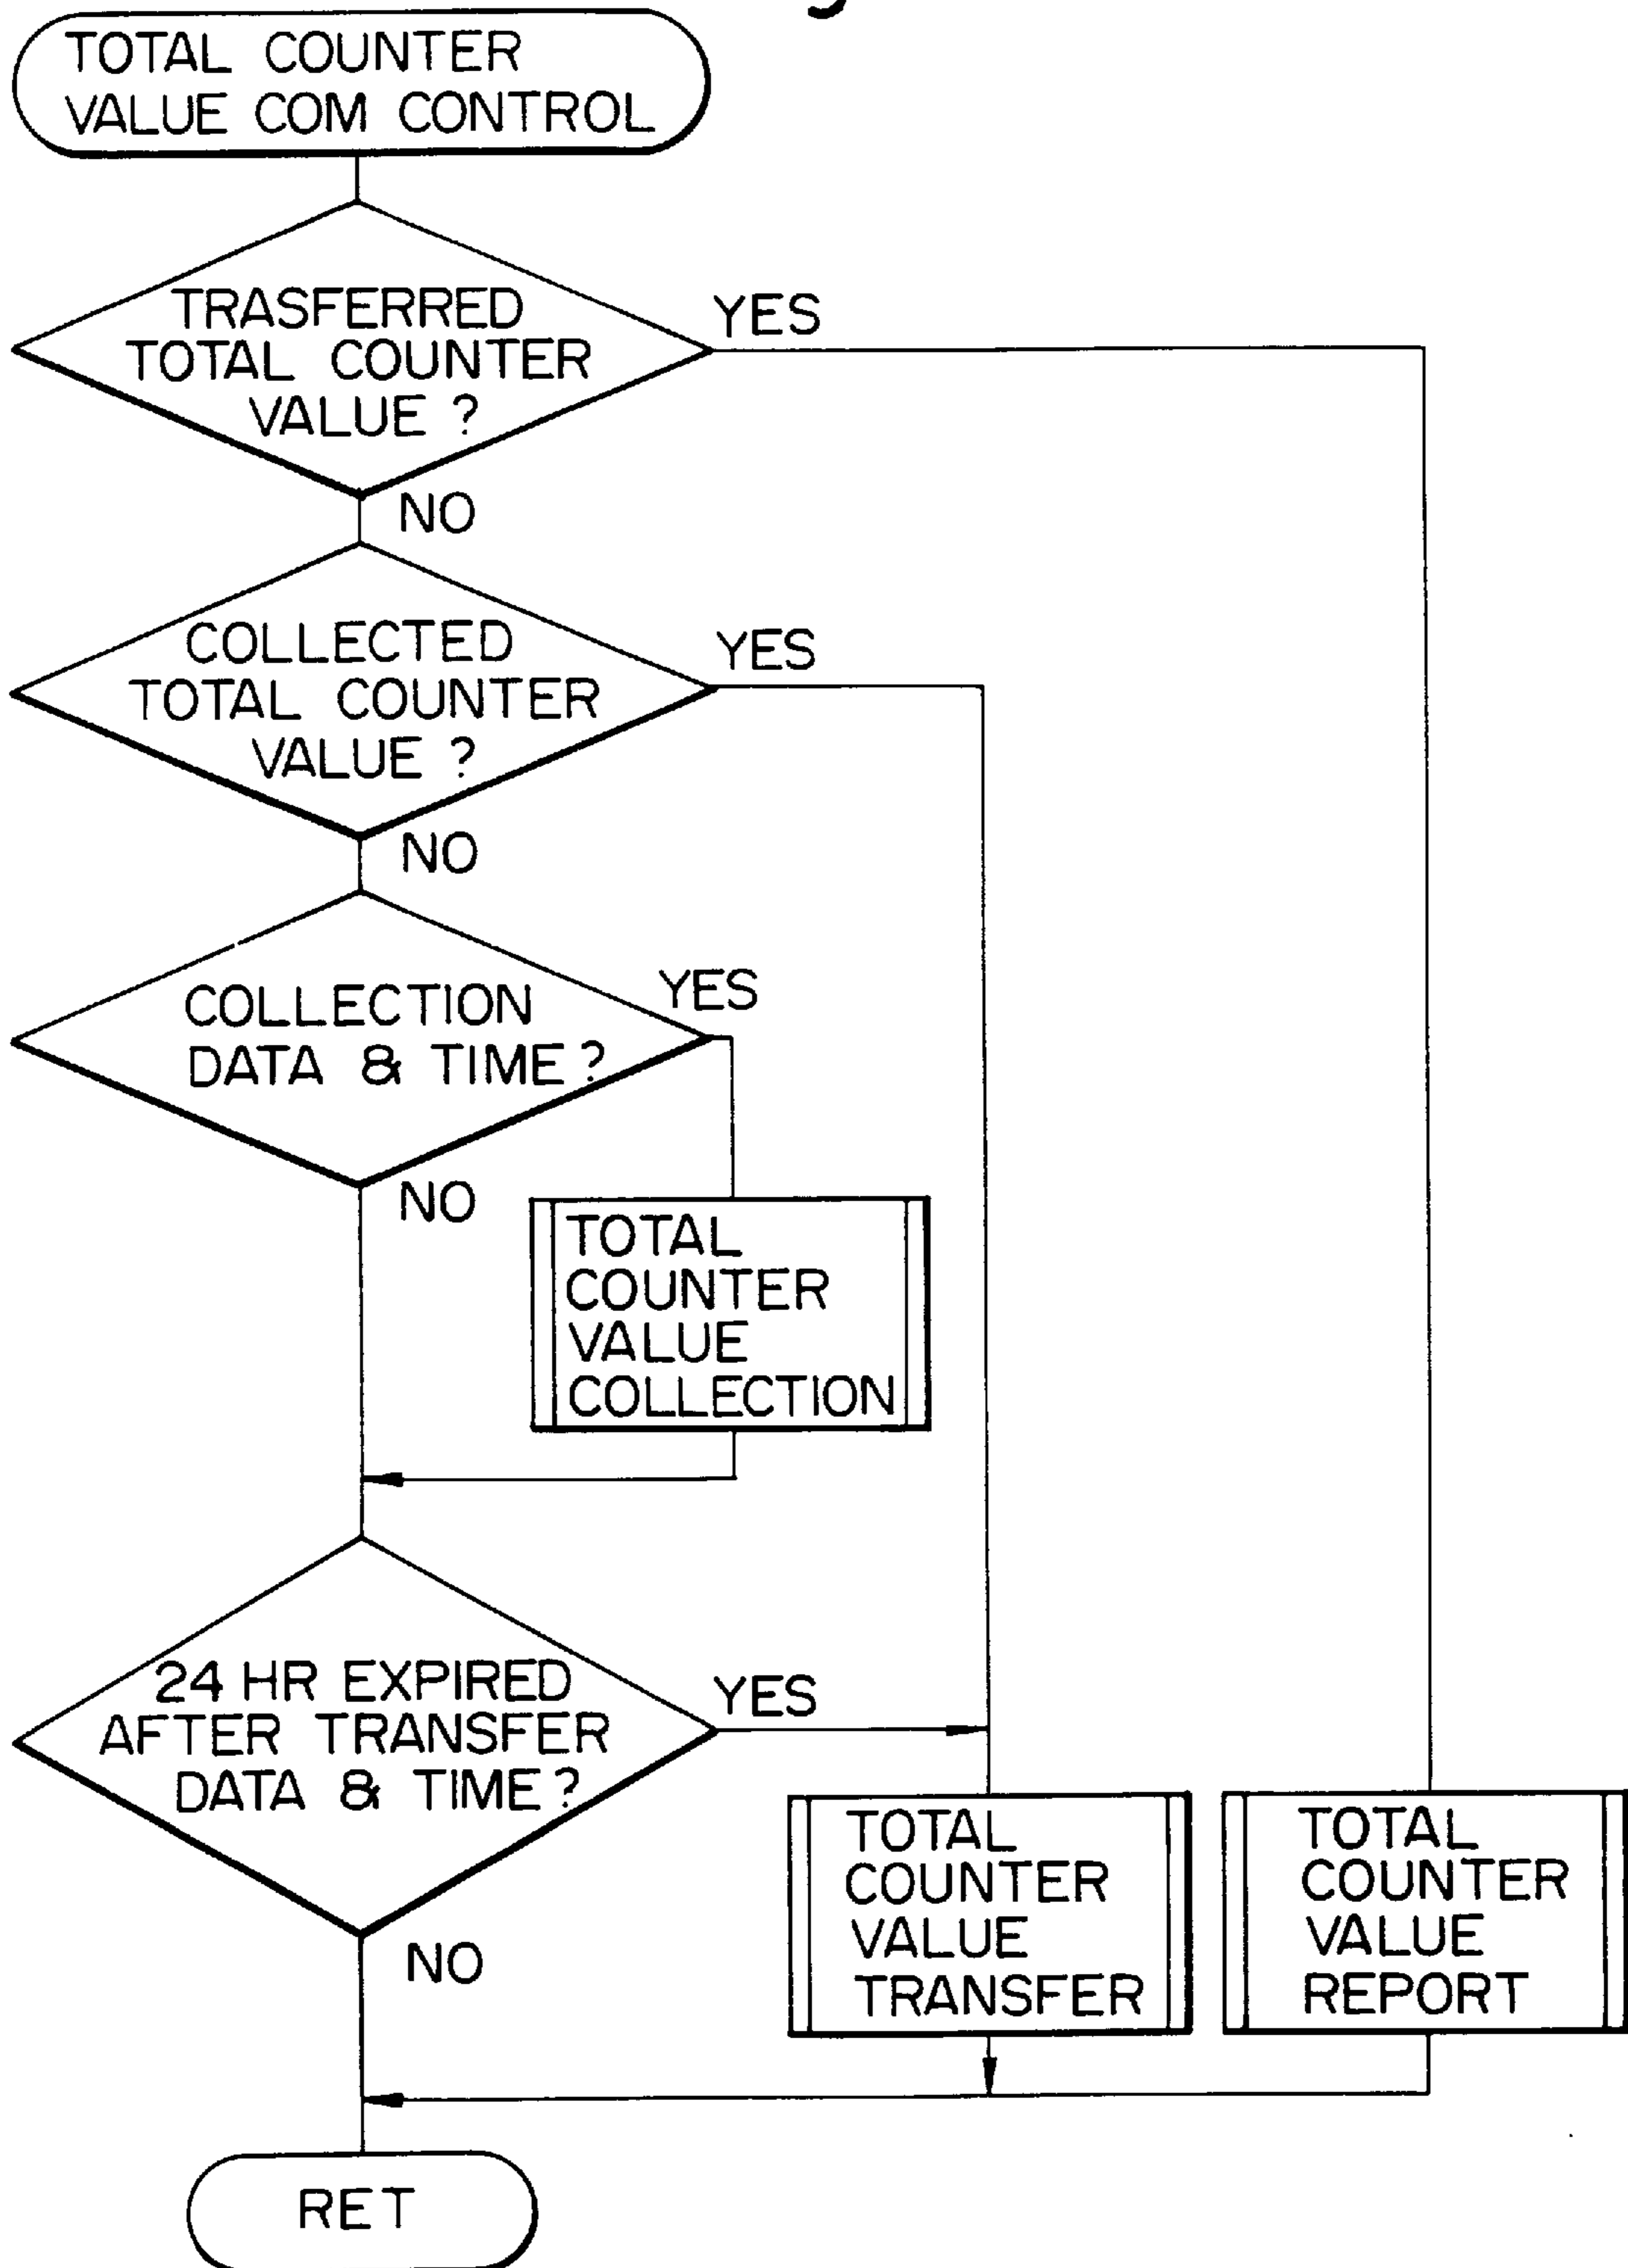 TOTAL COUNTER
VALUE COM CONTROL
TRASFERRED
TOTAL COUNTER
VALUE ?
YES
NO
COLLECTED
TOTAL COUNTER
VALUE ?
YES
NO
COLLECTION
DATA & TIME ?
YES
NO
TOTAL
COUNTER
VALUE
COLLECTION
24 HR EXPIRED
AFTER TRANSFER
DATA & TIME ?
YES
NO
TOTAL
COUNTER
VALUE
TRANSFER
TOTAL
COUNTER
VALUE
REPORT
RET